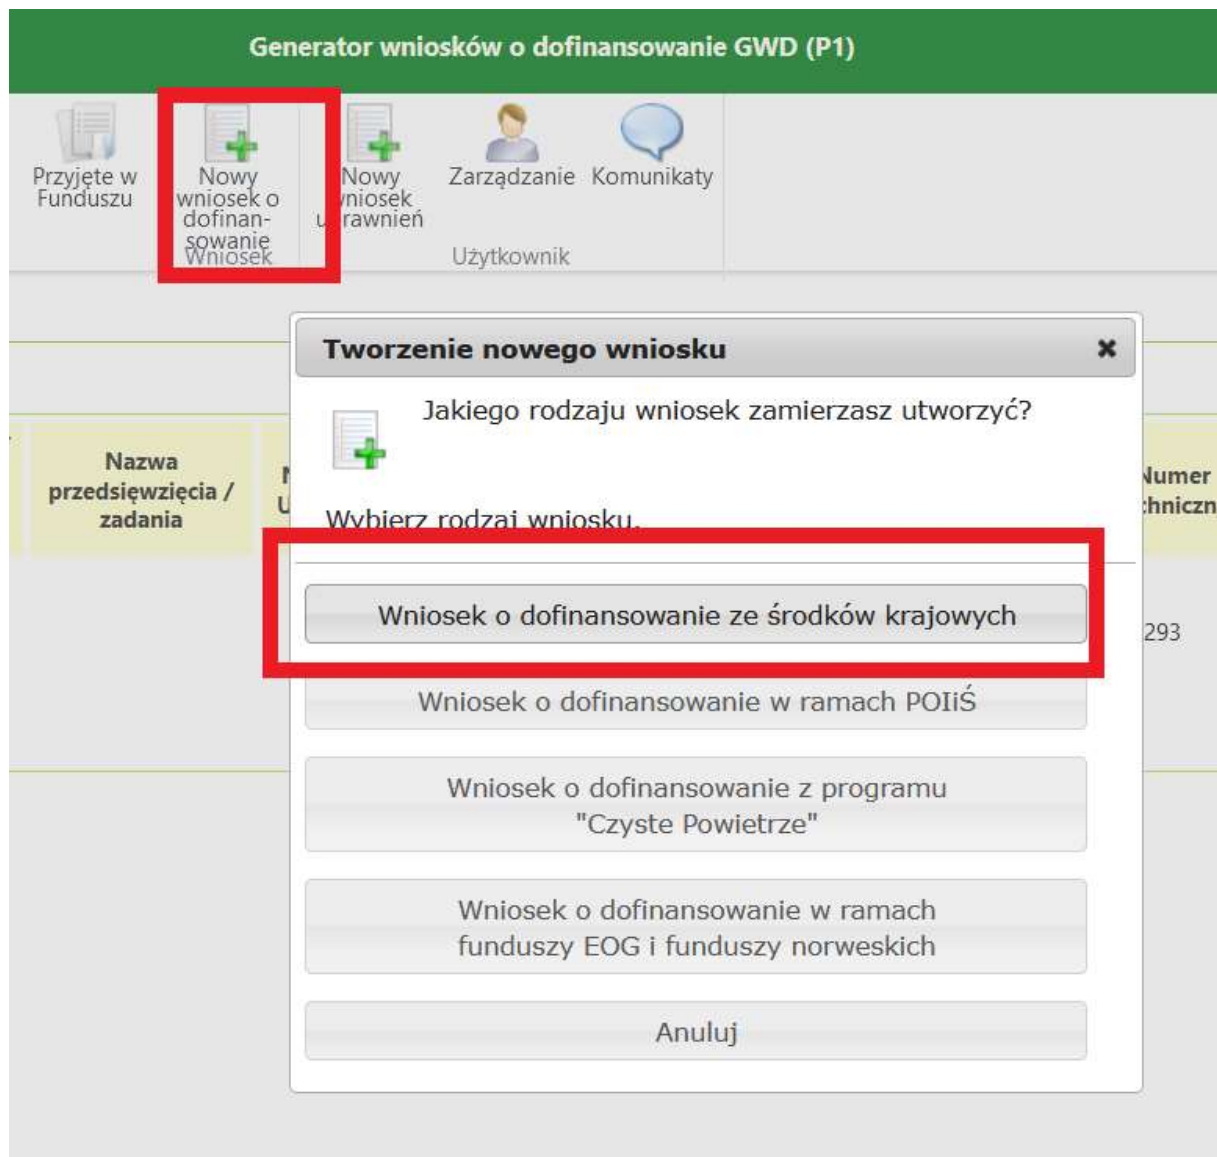 Generator wniosków o dofinansowanie GWD (P1)
Przyjęte w
Funduszu
Nowy
wniosek o
dofinan-
sowanie
Wniosek
Nowy
wniosek
Zarządzanie
Komunikaty
Użytkownik
Tworzenie nowego wniosku
Jakiego rodzaju wniosek zamierzasz utworzyć?
Wybierz rodzaj wniosku.
Nazwa
przedsięwzięcia /
zadania
293
Wniosek o dofinansowanie ze środków krajowych
Wniosek o dofinansowanie w ramach POIiŚ
Wniosek o dofinansowanie z programu
"Czyste Powietrze"
Wniosek o dofinansowanie w ramach
funduszy EOG i funduszy norweskich
Anuluj